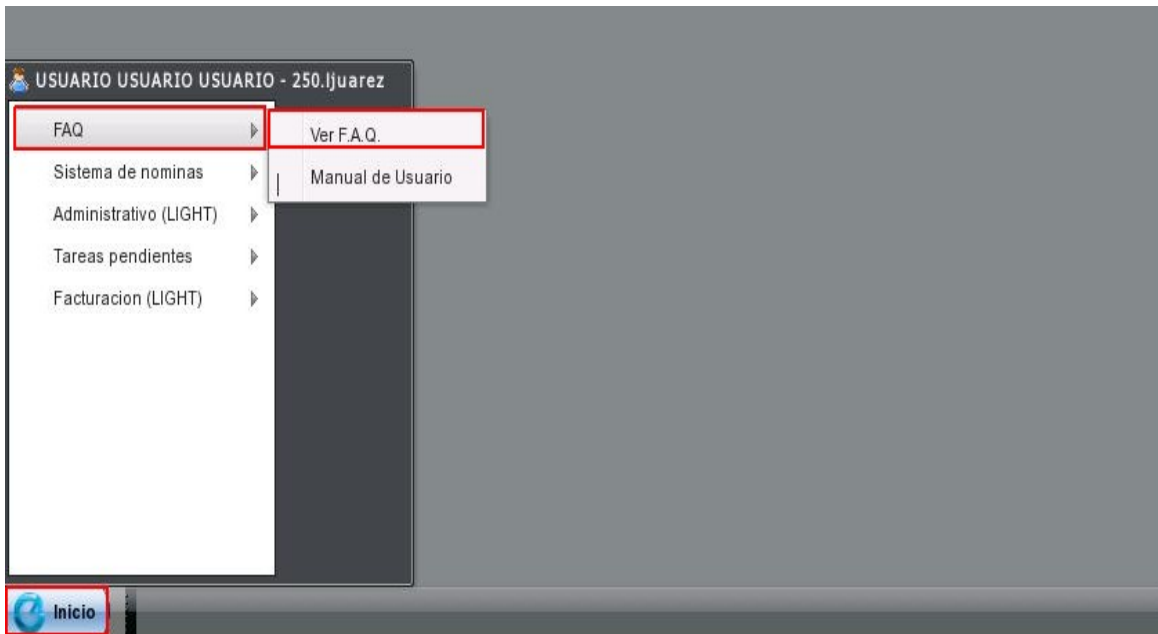 USUARIO USUARIO USUARIO - 250.ljuarez
FAQ
Ver F.A.Q.
Manual de Usuario
Sistema de nominas
Administrativo (LIGHT)
Tareas pendientes
Facturacion (LIGHT)
Inicio